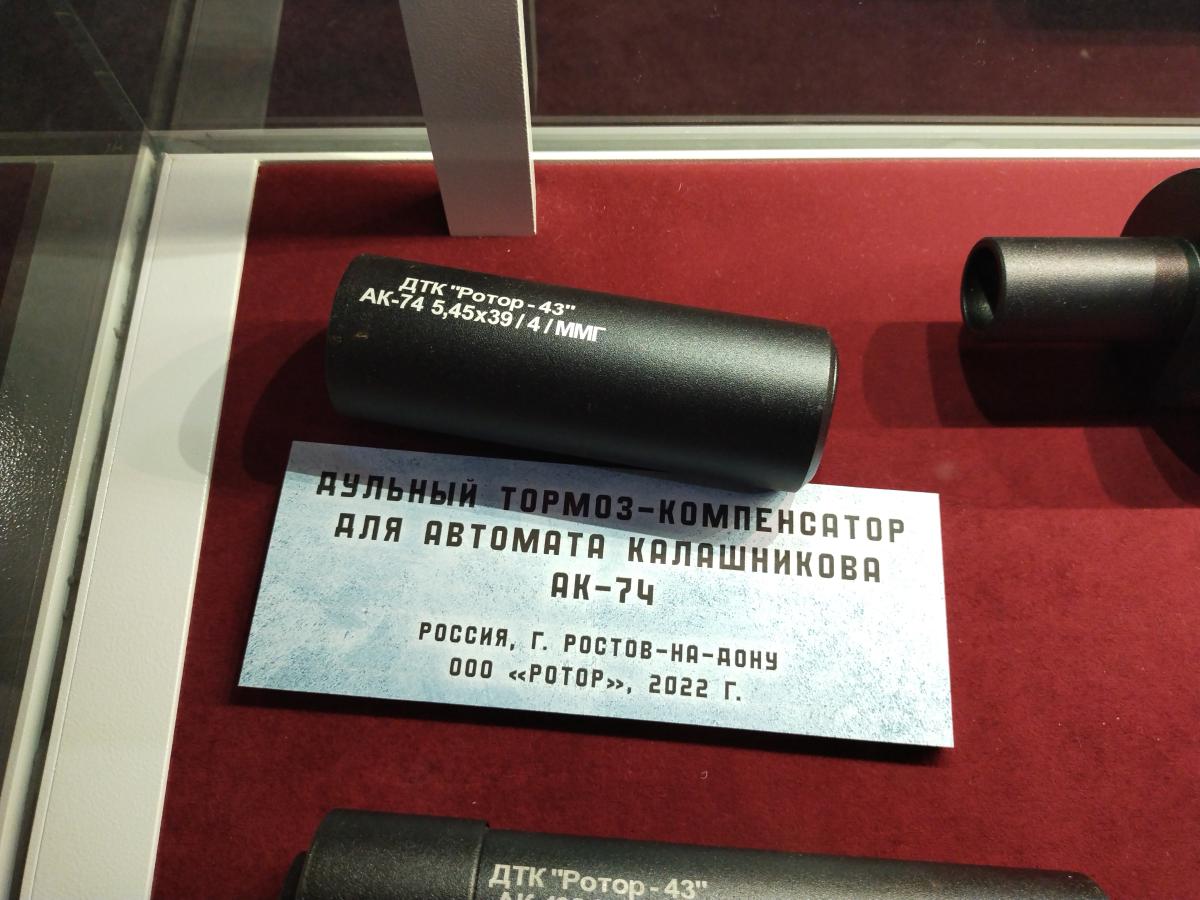 ДТК "Ротор - 43"
АК-74 5,45х39 / 4 / ММГ
ДУЛЬНЫЙ ТОРМОЗ-КОМПЕНСАТОР
ДЛЯ АВТОМАТА КАЛАШНИКОВА
АК-74
РОССИЯ, Г. РОСТОВ-НА-ДОНУ
ООО «РОТОР», 2022 Г.
ДТК "Ротор - 43"